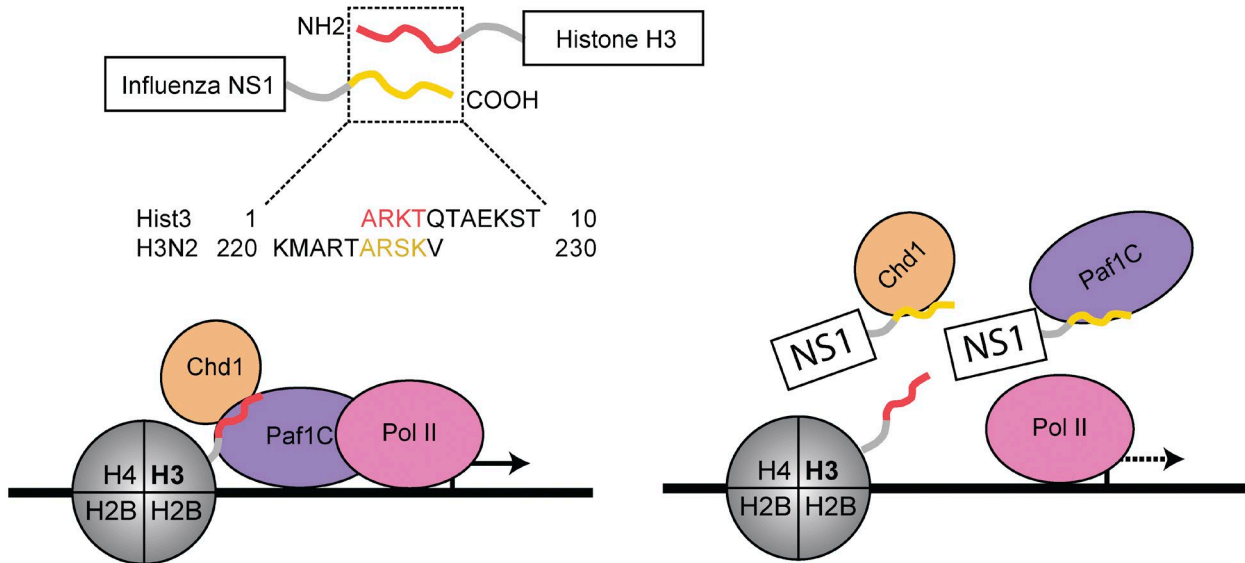 NH2
Histone H3
Influenza NS1
COOH
Hist3 1 ARKTQTAEKST 10
H3N2 220 KMARTARSKV 230
Chd1
Paf1C
Pol II
H4 H3
H2B H2B
Chd1
Paf1C
NS1
NS1
Pol II
H4 H3
H2B H2B